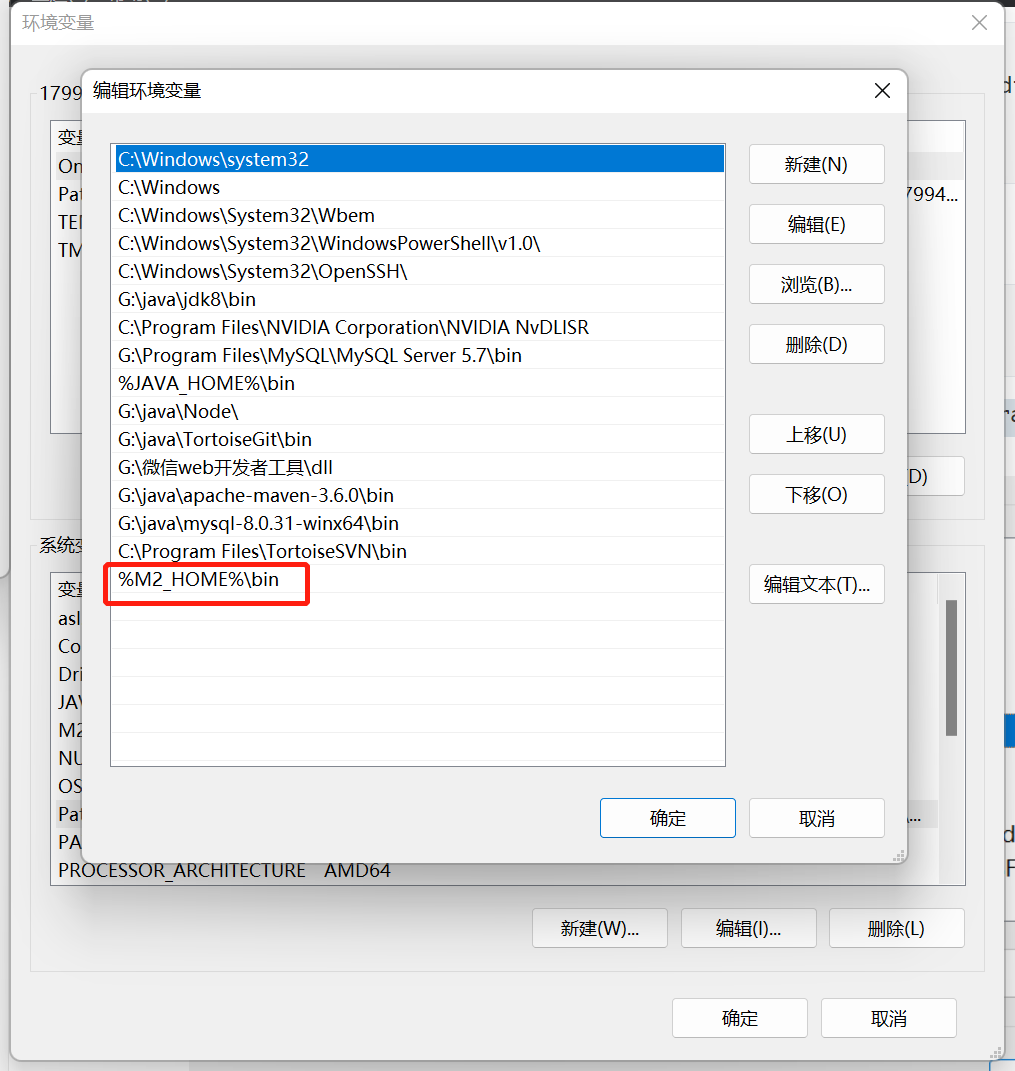 环境变量
编辑环境变量
1799
变量
C:\Windows\system32
C:\Windows
C:\Windows\System32\Wbem
C:\Windows\System32\WindowsPowerShell\v1.0\
C:\Windows\System32\OpenSSH\
G:\java\jdk8\bin
C:\Program Files\NVIDIA Corporation\NVIDIA NvDLISR
G:\Program Files\MySQL\MySQL Server 5.7\bin
%JAVA_HOME%\bin
G:\java\Node\
G:\java\TortoiseGit\bin
G:\微信web开发者工具\dll
G:\java\apache-maven-3.6.0\bin
G:\java\mysql-8.0.31-winx64\bin
C:\Program Files\TortoiseSVN\bin
%M2_HOME%\bin
新建(N)
编辑(E)
浏览(B)...
删除(D)
上移(U)
下移(O)
编辑文本(T)...
确定
取消
On
Pat
7994...
TE
TM
D)
系统变
变量
Co
Dri
JAV
M2
NU
OS
Pat
...
PA
PROCESSOR_ARCHITECTURE AMD64
新建(W)...
编辑(I)...
删除(L)
确定
取消